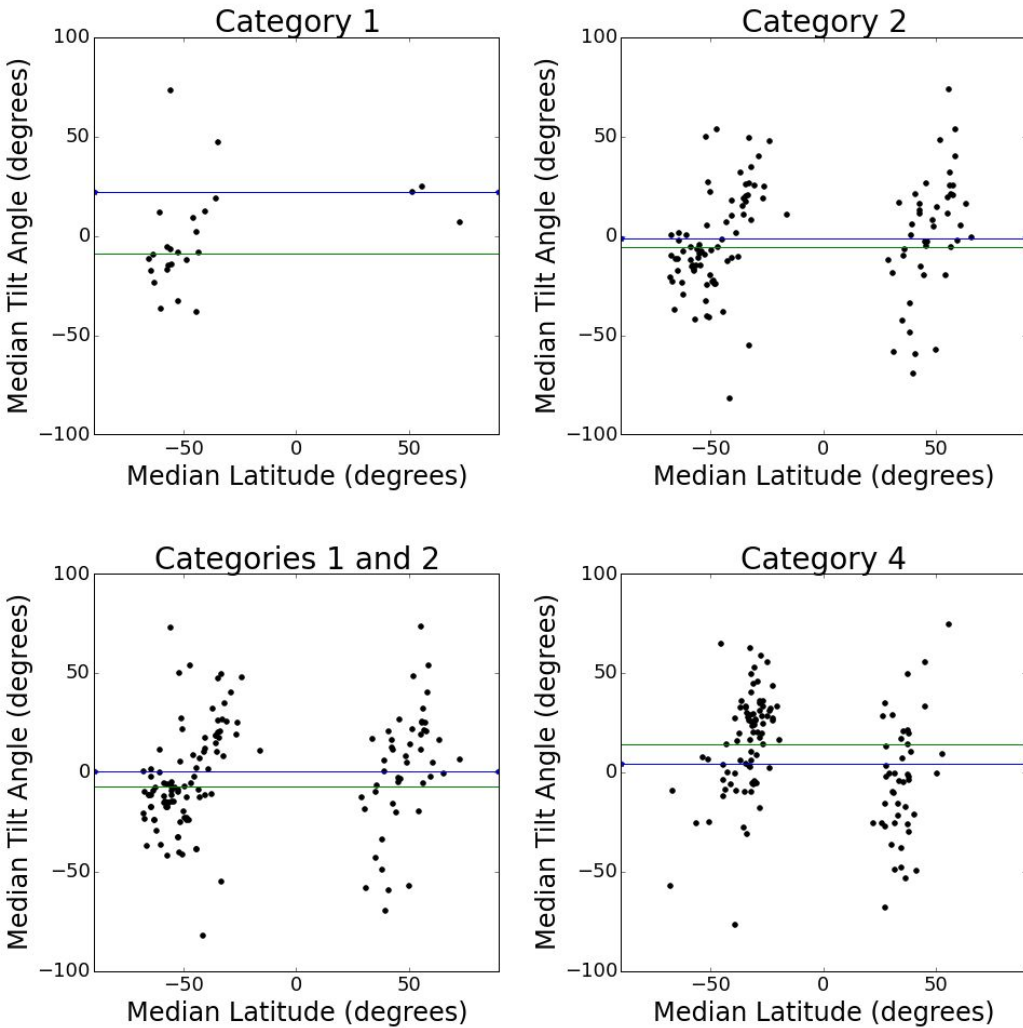 Category 1
100
50
0
−50
−100
Median Tilt Angle (degrees)
−50 0 50
Median Latitude (degrees)
Category 2
100
50
0
−50
−100
Median Tilt Angle (degrees)
−50 0 50
Median Latitude (degrees)
Categories 1 and 2
100
50
0
−50
−100
Median Tilt Angle (degrees)
−50 0 50
Median Latitude (degrees)
Category 4
100
50
0
−50
−100
Median Tilt Angle (degrees)
−50 0 50
Median Latitude (degrees)